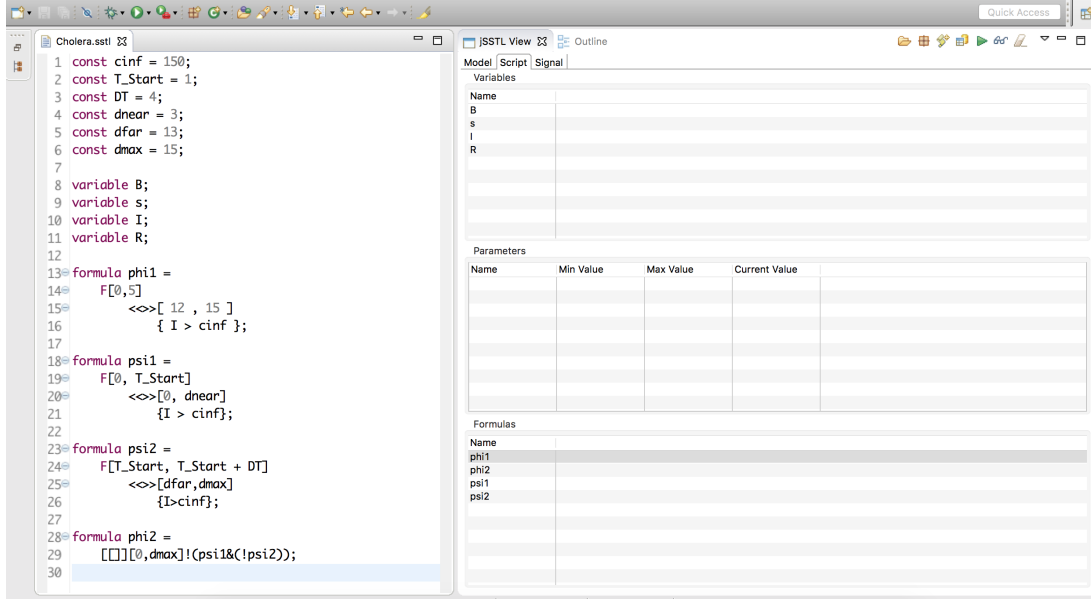 Quick Access
Cholera.sstl
1 const cinf = 150;
2 const T_Start = 1;
3 const DT = 4;
4 const dnear = 3;
5 const dfar = 13;
6 const dmax = 15;
7
8 variable B;
9 variable s;
10 variable I;
11 variable R;
12
13 formula phi1 =
14 F[0,5]
15 <<>>[ 12 , 15 ]
16 { I > cinf };
17
18 formula psi1 =
19 F[0, T_Start]
20 <<>>[0, dnear]
21 {I > cinf};
22
23 formula psi2 =
24 F[T_Start, T_Start + DT]
25 <<>>[dfar,dmax]
26 {I>cinf};
27
28 formula phi2 =
29 [[]][0,dmax]!(psi1&(!psi2));
30
jSSTL View Outline
Model Script Signal
Variables
Name
B
s
I
R
Parameters
Name Min Value Max Value Current Value
Formulas
Name
phi1
phi2
psi1
psi2